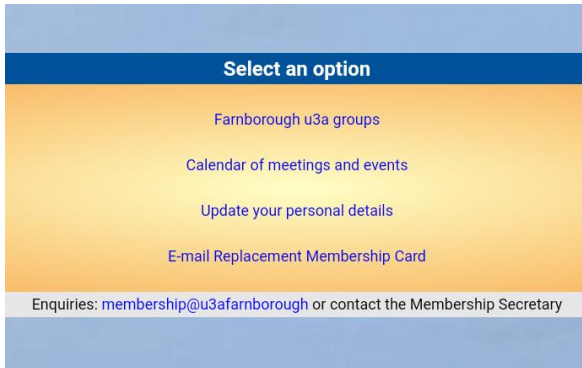 Select an option
Farnborough u3a groups
Calendar of meetings and events
Update your personal details
E-mail Replacement Membership Card
Enquiries: membership@u3afarnborough or contact the Membership Secretary